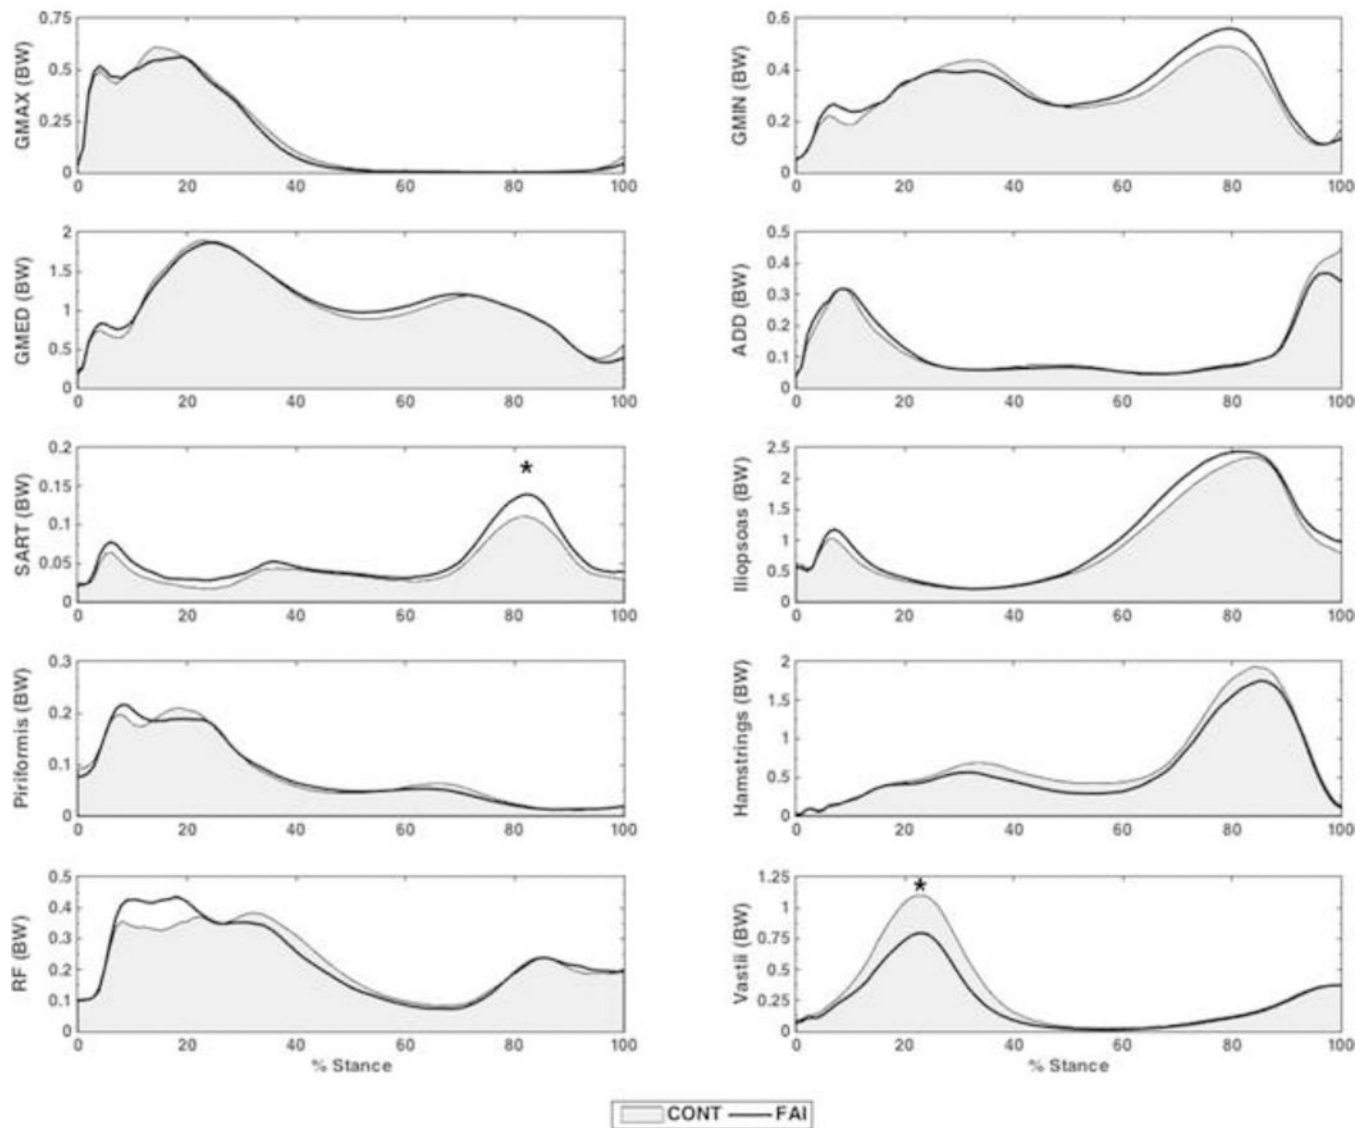 GMAX (BW)
0.75
0.5
0.25
0
0 20 40 60 80 100
GMIN (BW)
0.6
0.4
0.2
0
0 20 40 60 80 100
GMED (BW)
2
1.5
1
0.5
0
0 20 40 60 80 100
ADD (BW)
0.5
0.4
0.3
0.2
0.1
0
0 20 40 60 80 100
SART (BW)
0.2
0.15
0.1
0.05
0
*
0 20 40 60 80 100
Iliopsoas (BW)
2.5
2
1.5
1
0.5
0
0 20 40 60 80 100
Piriformis (BW)
0.3
0.2
0.1
0
0 20 40 60 80 100
Hamstrings (BW)
2
1.5
1
0.5
0
0 20 40 60 80 100
RF (BW)
0.5
0.4
0.3
0.2
0.1
0
0 20 40 60 80 100
% Stance
Vastii (BW)
1.25
1
0.75
0.5
0.25
0
*
0 20 40 60 80 100
% Stance
CONT FAI